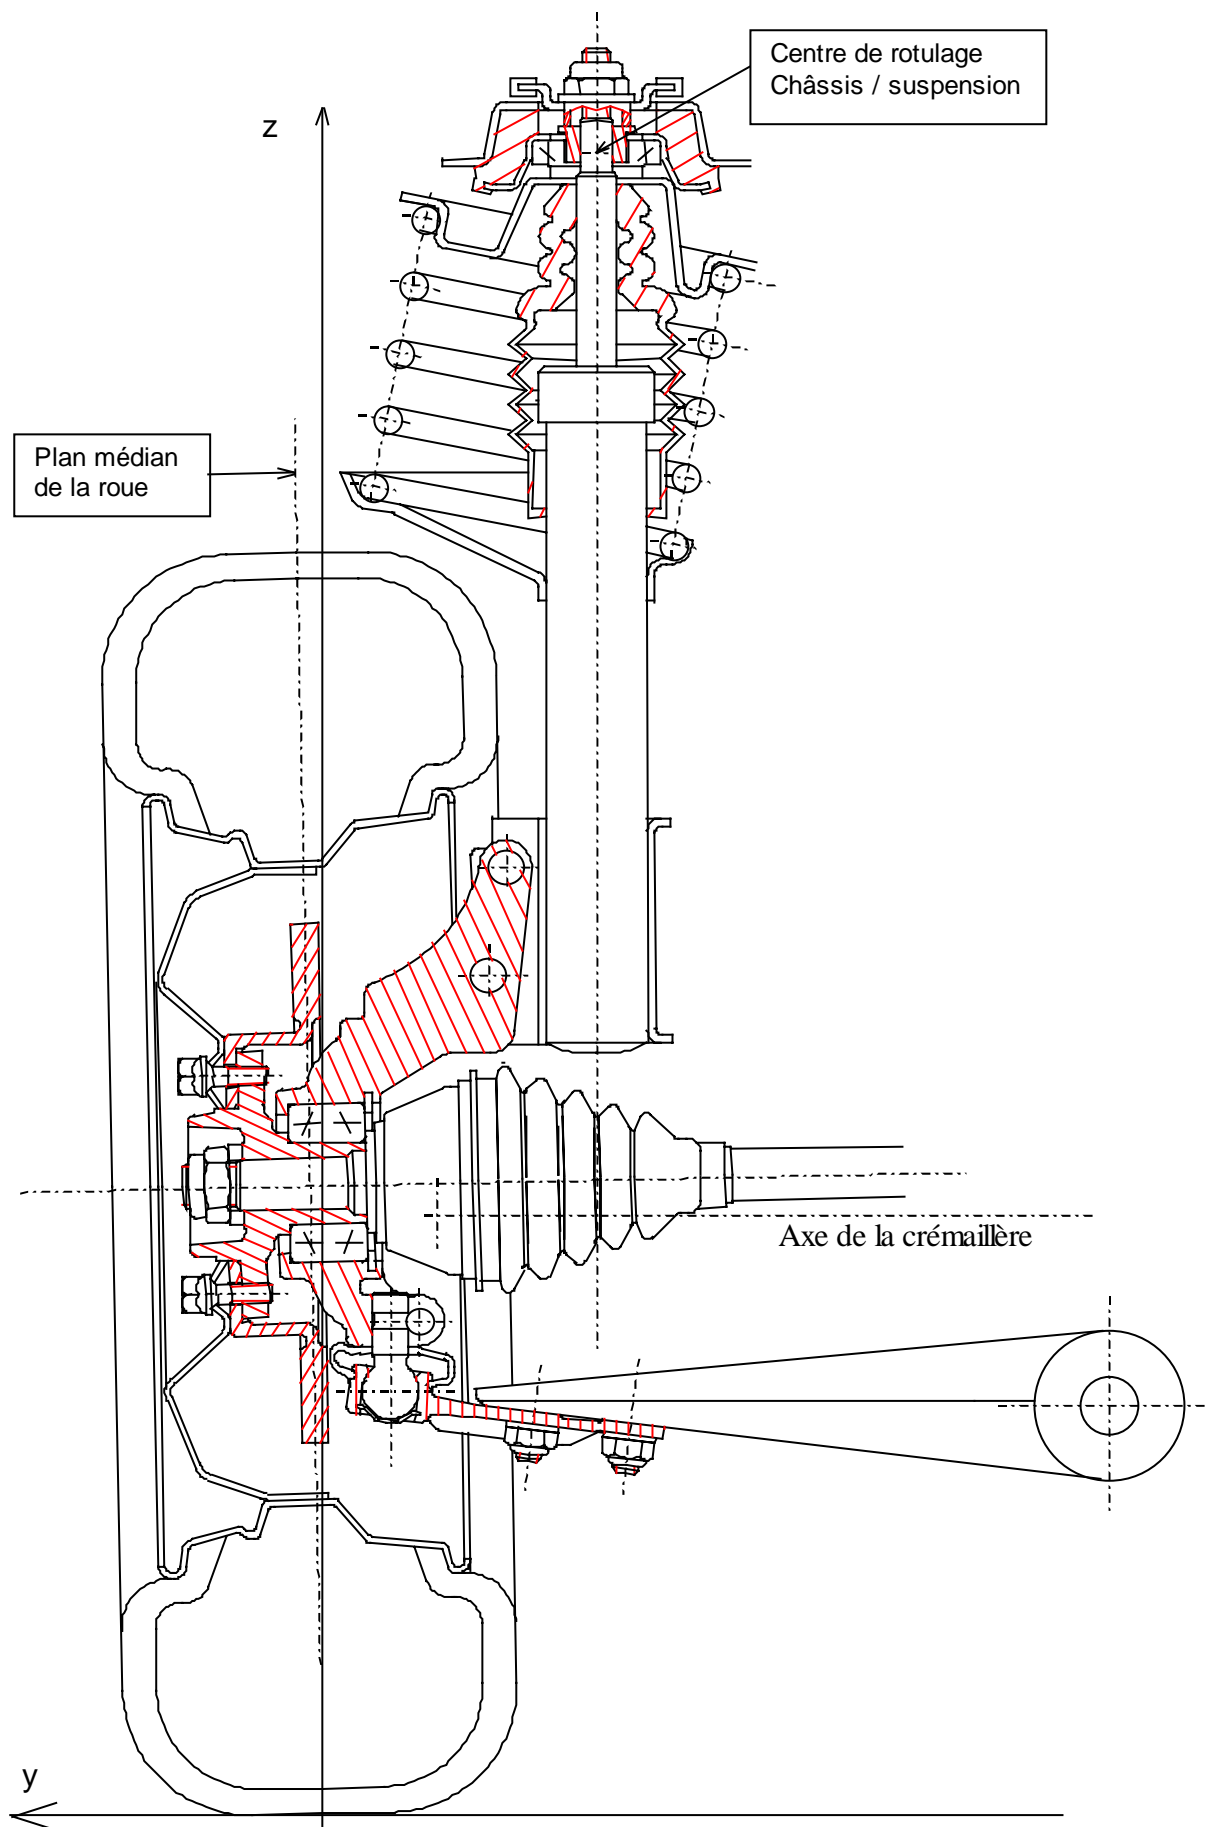 Centre de rotulage
Châssis / suspension
z
Plan médian
de la roue
Axe de la crémaillère
y